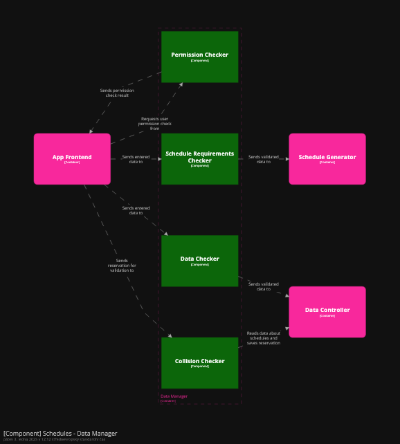 Permission Checker
[Component]
Sends permission
check result
Requests user
permission check
from
App Frontend
[Container]
Sends entered
data to
Schedule Requirements
Checker
[Component]
Sends validated
data to
Schedule Generator
[Container]
Sends entered
data to
Data Checker
[Component]
Sends
reservation for
validation to
Sends validated
data to
Data Controller
[Container]
Reads data about
schedules and
saves reservation
Collision Checker
[Component]
Data Manager
[Container]
[Component] Schedules - Data Manager